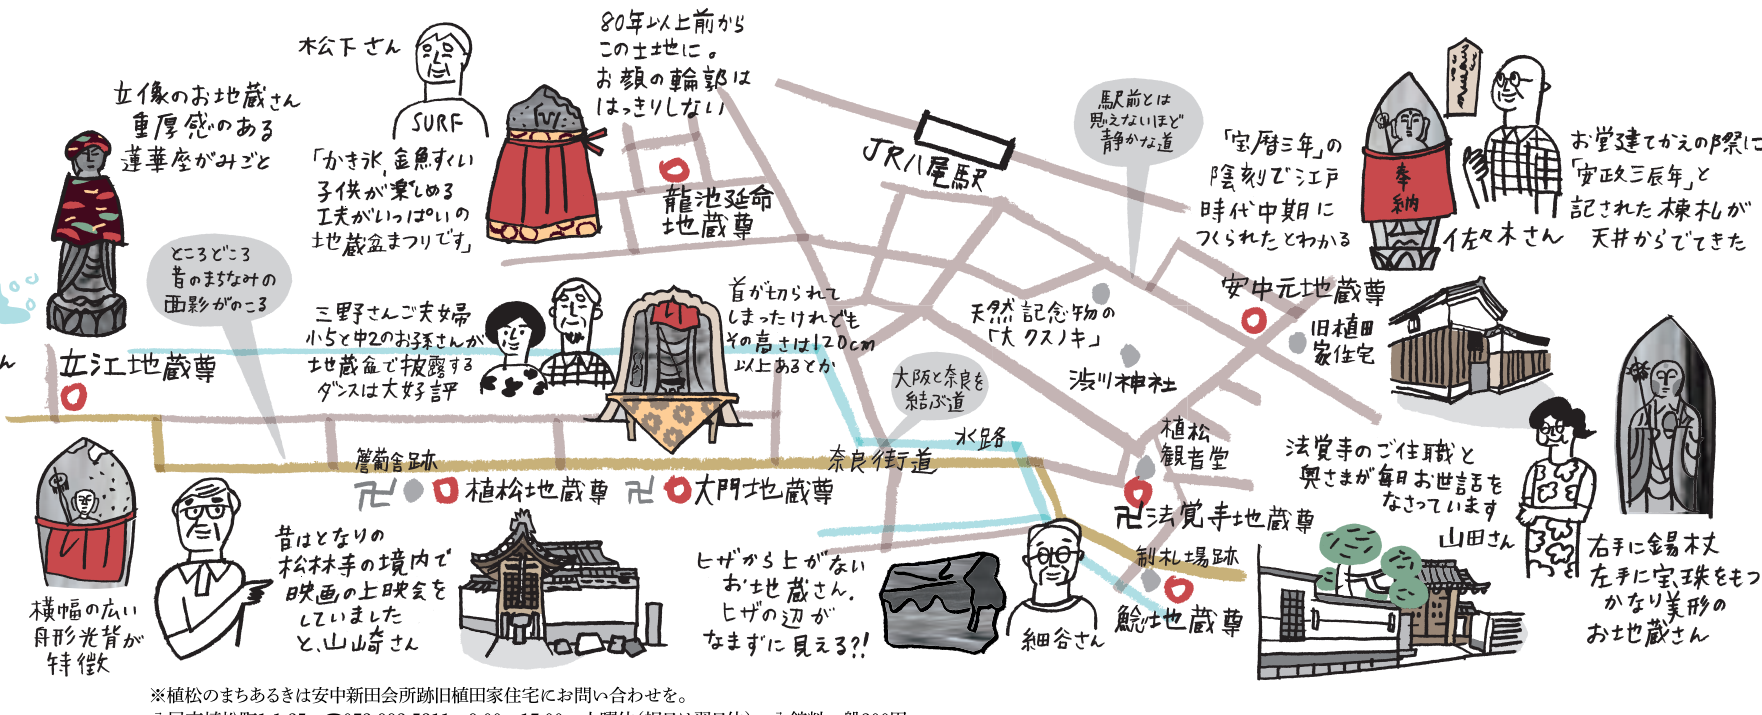 立像のお地蔵さん
重厚感のある
蓮華座がみごと
松下さん
SURF
「かき氷、金魚すくい
子供が楽しめる
工夫がいっぱいの
地蔵盆まつりです」
80年以上前から
この土地に。
お顔の輪郭は
はっきりしない
龍池延命
地蔵尊
JR八尾駅
駅前とは
思えないほど
静かな道
「宝暦三年」の
陰刻で江戸
時代中期に
つくられたとわかる
奉
納
佐々木さん
お堂建てかえの際に
「安政三辰年」と
記された棟札が
天井からでてきた
ところどころ
昔のまちなみの
面影がのこる
三野さんご夫婦
小5と中2のお孫さんが
地蔵盆で披露する
ダンスは大好評
首が切られて
しまったけれども
その高さは120cm
以上あるとか
天然記念物の
「大クスノキ」
渋川神社
安中元地蔵尊
旧植田
家住宅
ん
立江地蔵尊
大阪と奈良を
結ぶ道
水路
奈良街道
植松
観音堂
卍法覚寺地蔵尊
法覚寺のご住職と
奥さまが毎日お世話を
なさっています
山田さん
舎跡
卍
植松地蔵尊
卍
大門地蔵尊
制札場跡
鯰地蔵尊
横幅の広い
舟形光背が
特徴
昔はとなりの
松林寺の境内で
映画の上映会を
していました
と、山崎さん
ヒザから上がない
お地蔵さん。
ヒザの辺が
なまずに見える?!
細谷さん
右手に錫杖
左手に宝珠をもつ
かなり美形の
お地蔵さん
※植松のまちあるきは安中新田会所跡旧植田家住宅にお問い合わせを。